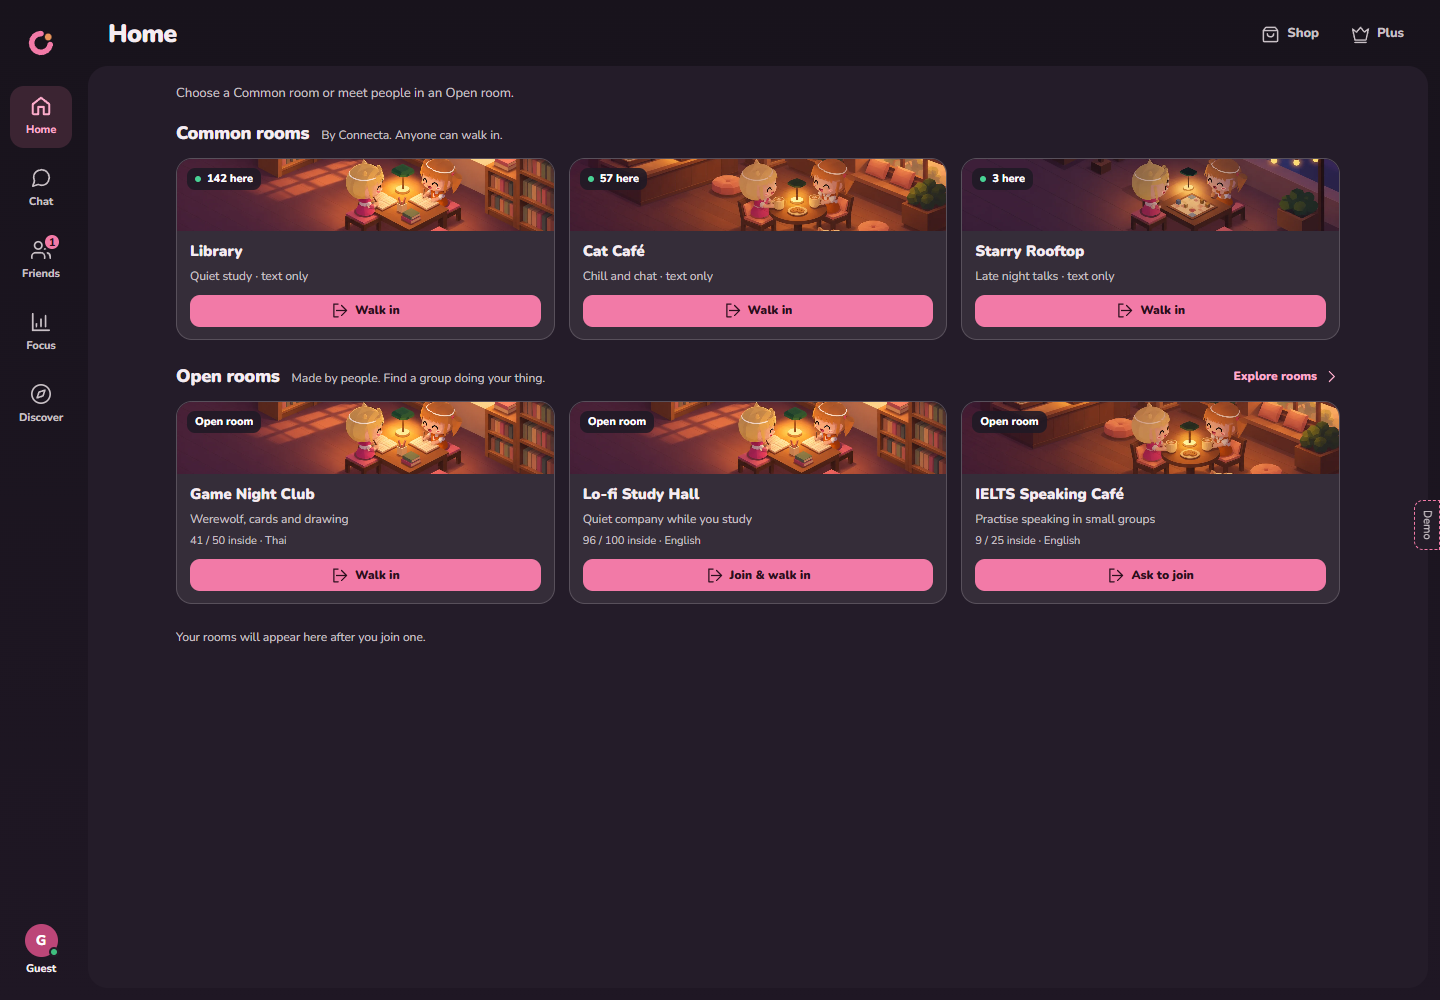 Home
Shop
Plus
Home
Chat
1
Friends
Focus
Discover
G
Guest
Choose a Common room or meet people in an Open room.
Common rooms By Connecta. Anyone can walk in.
142 here
Library
Quiet study · text only
Walk in
57 here
Cat Café
Chill and chat · text only
Walk in
3 here
Starry Rooftop
Late night talks · text only
Walk in
Open rooms Made by people. Find a group doing your thing.
Explore rooms
Open room
Game Night Club
Werewolf, cards and drawing
41 / 50 inside · Thai
Walk in
Open room
Lo-fi Study Hall
Quiet company while you study
96 / 100 inside · English
Join & walk in
Open room
IELTS Speaking Café
Practise speaking in small groups
9 / 25 inside · English
Ask to join
Your rooms will appear here after you join one.
Demo